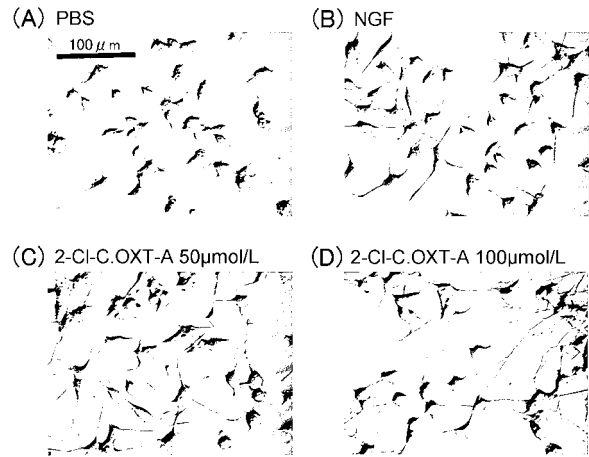 (A) PBS
100 μm
(B) NGF
(C) 2-Cl-C.OXT-A 50μmol/L
(D) 2-Cl-C.OXT-A 100μmol/L